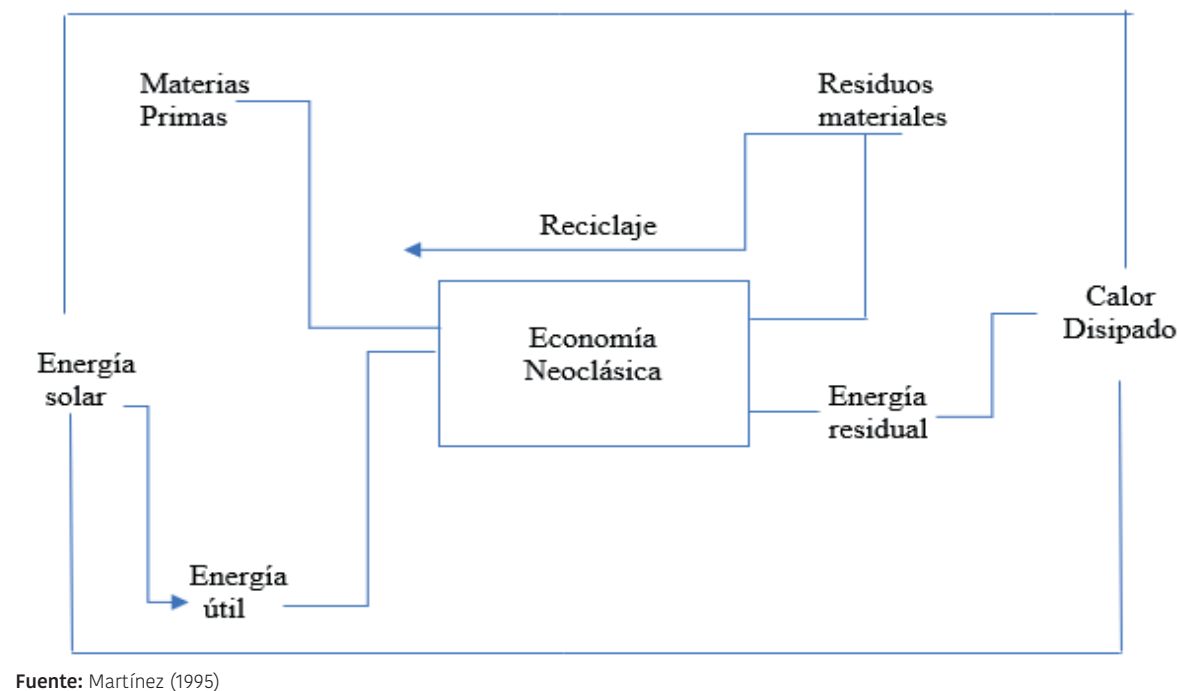 Materias
Primas
Residuos
materiales
Reciclaje
Economía
Neoclásica
Calor
Disipado
Energía
solar
Energía
residual
Energía
útil
Fuente: Martínez (1995)